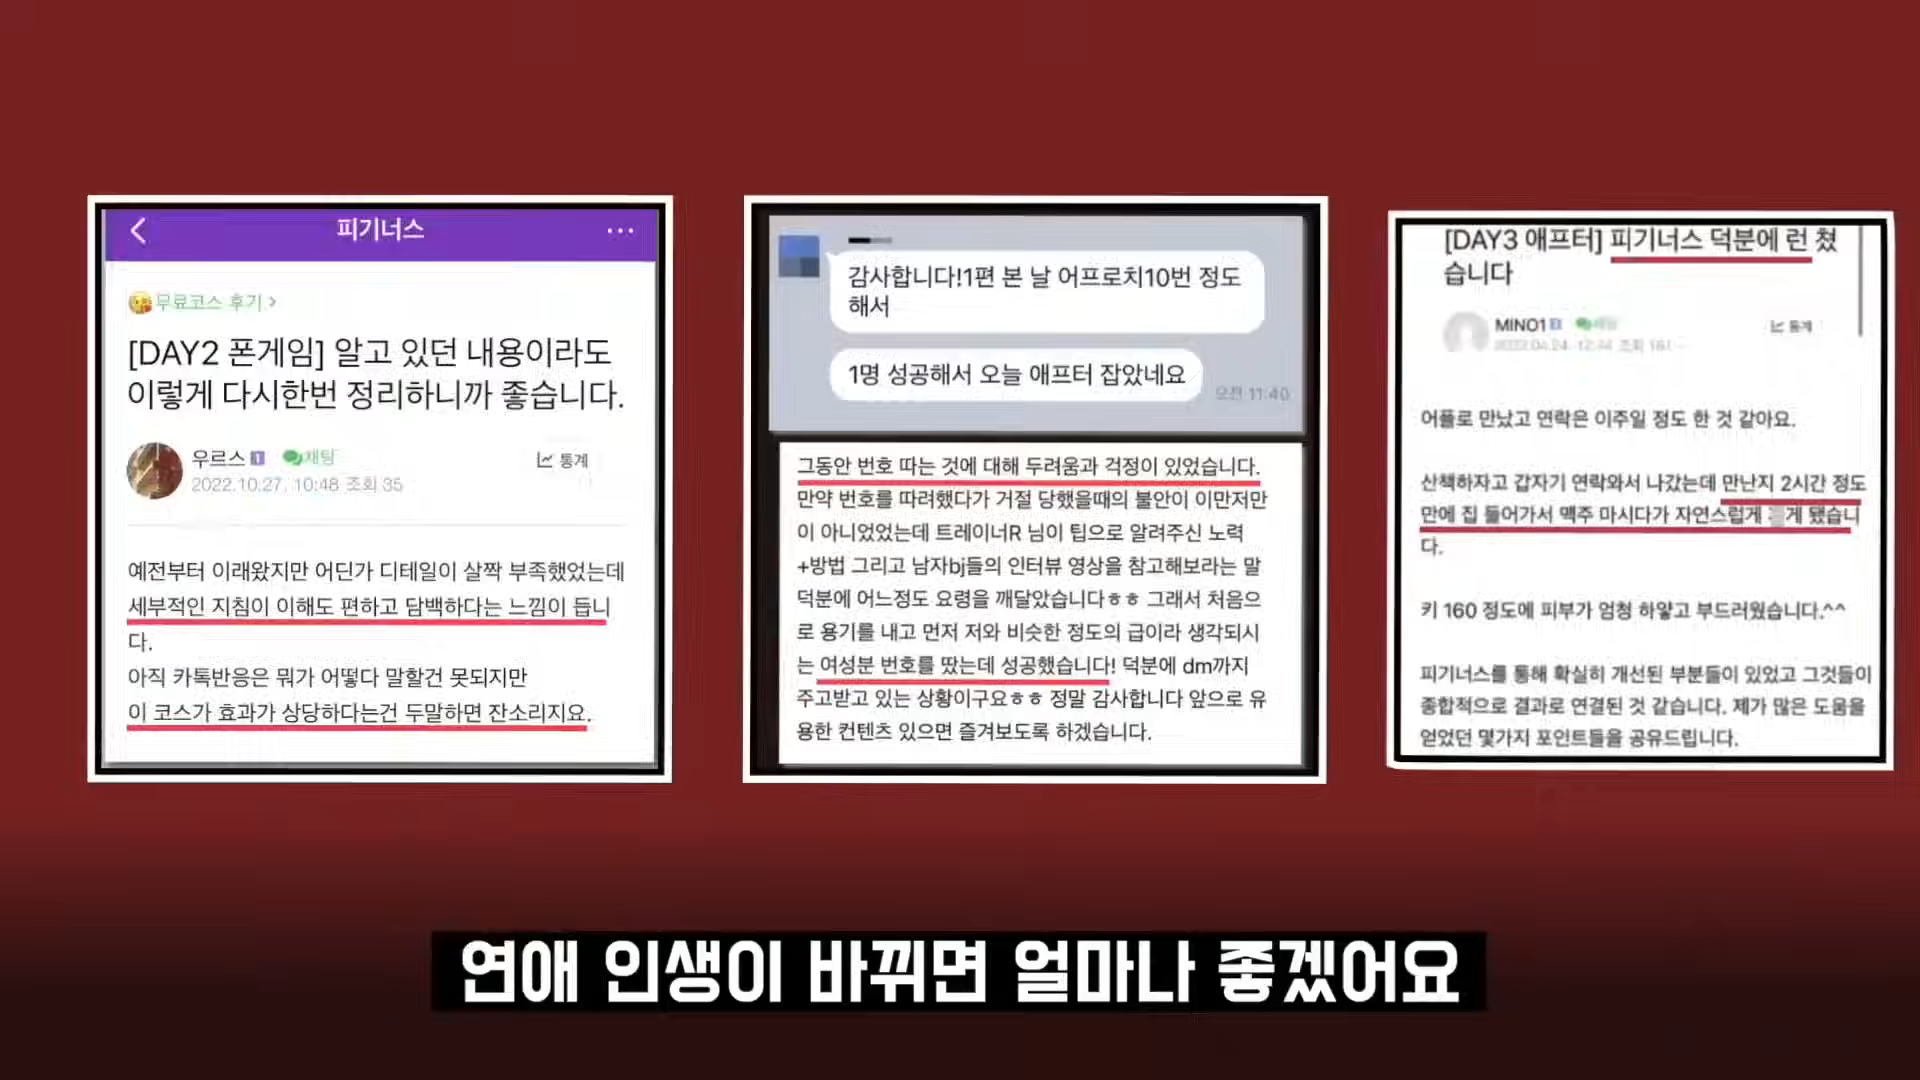 피기너스
무료코스 후기 >
[DAY2 폰게임] 알고 있던 내용이라도
이렇게 다시한번 정리하니까 좋습니다.
우르스 1 채팅
2022.10.27. 10:48 조회 35
통계
예전부터 이래왔지만 어딘가 디테일이 살짝 부족했었는데
세부적인 지침이 이해도 편하고 담백하다는 느낌이 듭니
다.
아직 카톡반응은 뭐가 어떻다 말할건 못되지만
이 코스가 효과가 상당하다는건 두말하면 잔소리지요.
감사합니다!1편 본 날 어프로치10번 정도
해서
1명 성공해서 오늘 애프터 잡았네요
오전 11:40
그동안 번호 따는 것에 대해 두려움과 걱정이 있었습니다.
만약 번호를 따려했다가 거절 당했을때의 불안이 이만저만
이 아니었었는데 트레이너R 님이 팁으로 알려주신 노력
+방법 그리고 남자bj들의 인터뷰 영상을 참고해보라는 말
덕분에 어느정도 요령을 깨달았습니다ㅎㅎ 그래서 처음으
로 용기를 내고 먼저 저와 비슷한 정도의 급이라 생각되시
는 여성분 번호를 땄는데 성공했습니다! 덕분에 dm까지
주고받고 있는 상황이구요ㅎㅎ 정말 감사합니다 앞으로 유
용한 컨텐츠 있으면 즐겨보도록 하겠습니다.
[DAY3 애프터] 피기너스 덕분에 런 쳤
습니다
MINO1 채팅
통계
어플로 만났고 연락은 이주일 정도 한 것 같아요.
산책하자고 갑자기 연락와서 나갔는데 만난지 2시간 정도
만에 집 들어가서 맥주 마시다가 자연스럽게 게 됐습니
다.
키 160 정도에 피부가 엄청 하얗고 부드러웠습니다.^^
피기너스를 통해 확실히 개선된 부분들이 있었고 그것들이
종합적으로 결과로 연결된 것 같습니다. 제가 많은 도움을
얻었던 몇가지 포인트들을 공유드립니다.
연애 인생이 바뀌면 얼마나 좋겠어요